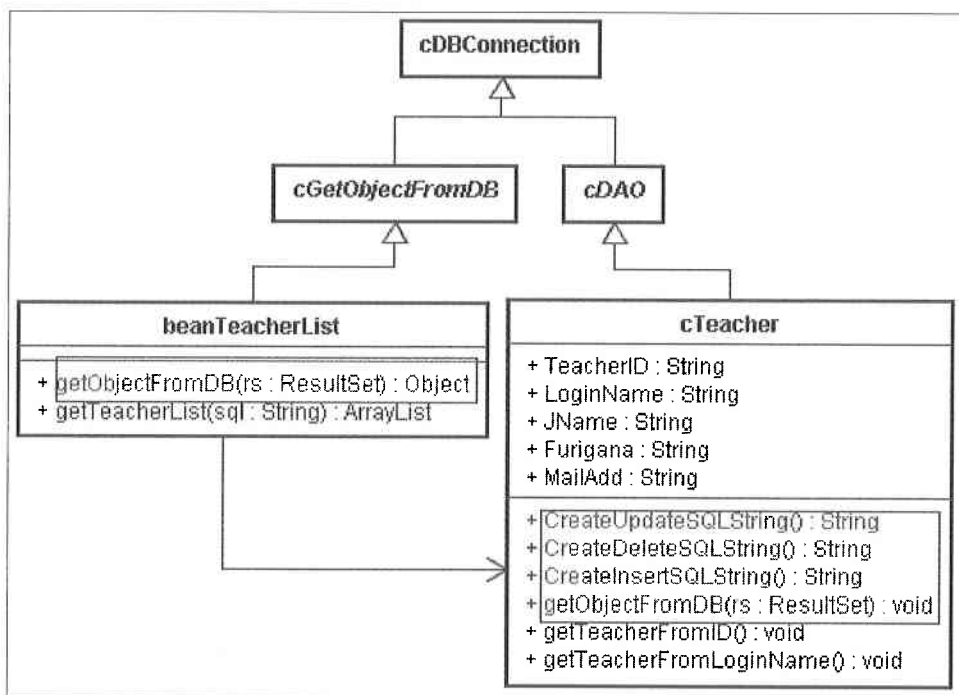 cDBConnection
cGetObjectFromDB
cDAO
beanTeacherList
+ getObjectFromDB(rs : ResultSet) : Object
+ getTeacherList(sql : String) : ArrayList
cTeacher
+ TeacherID : String
+ LoginName : String
+ JName : String
+ Furigana : String
+ MailAdd : String
+ CreateUpdateSQLString() : String
+ CreateDeleteSQLString() : String
+ CreateInsertSQLString() : String
+ getObjectFromDB(rs : ResultSet) : void
+ getTeacherFromID() : void
+ getTeacherFromLoginName() : void